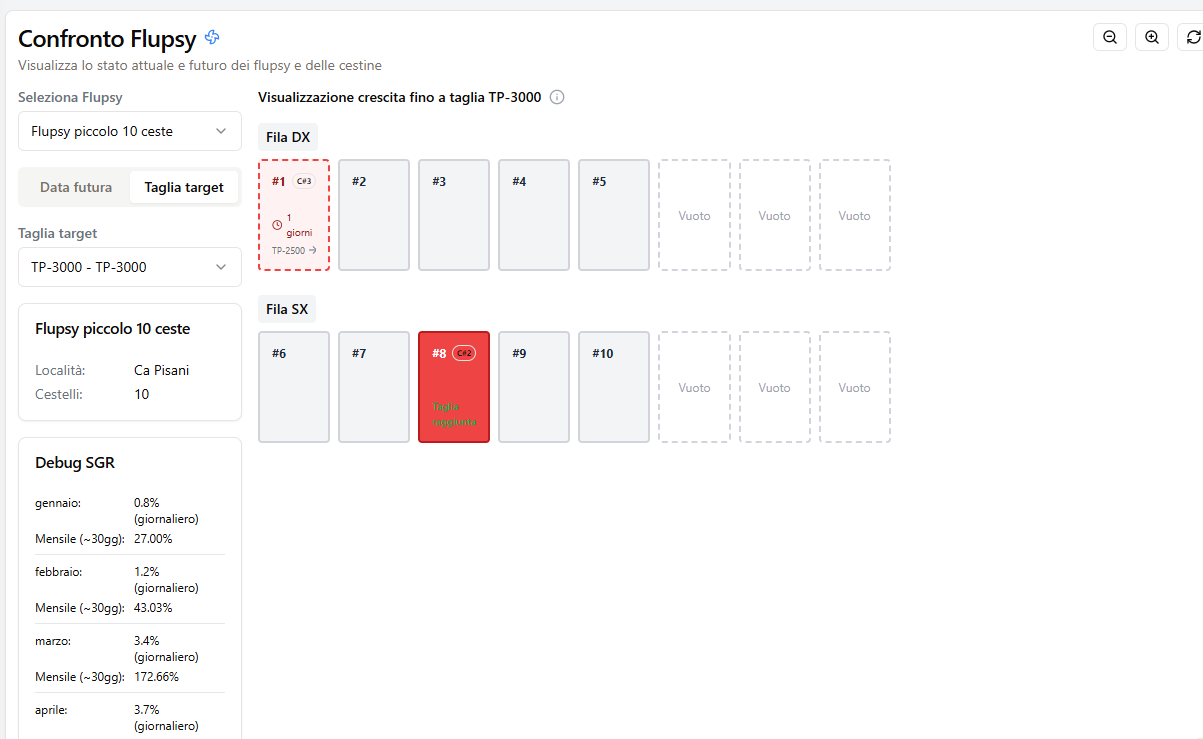 Confronto Flupsy
Visualizza lo stato attuale e futuro dei flupsy e delle cestine
Seleziona Flupsy
Flupsy piccolo 10 ceste
Data futura
Taglia target
Taglia target
TP-3000 - TP-3000
Flupsy piccolo 10 ceste
Località: Ca Pisani
Cestelli: 10
Debug SGR
gennaio: 0.8%
(giornaliero)
Mensile (~30gg): 27.00%
febbraio: 1.2%
(giornaliero)
Mensile (~30gg): 43.03%
marzo: 3.4%
(giornaliero)
Mensile (~30gg): 172.66%
aprile: 3.7%
(giornaliero)
Visualizzazione crescita fino a taglia TP-3000
Fila DX
#1 C#3
1
giorni
TP-2500 →
#2
#3
#4
#5
Vuoto
Vuoto
Vuoto
Fila SX
#6
#7
#8 C#2
Taglia
raggiunta
#9
#10
Vuoto
Vuoto
Vuoto